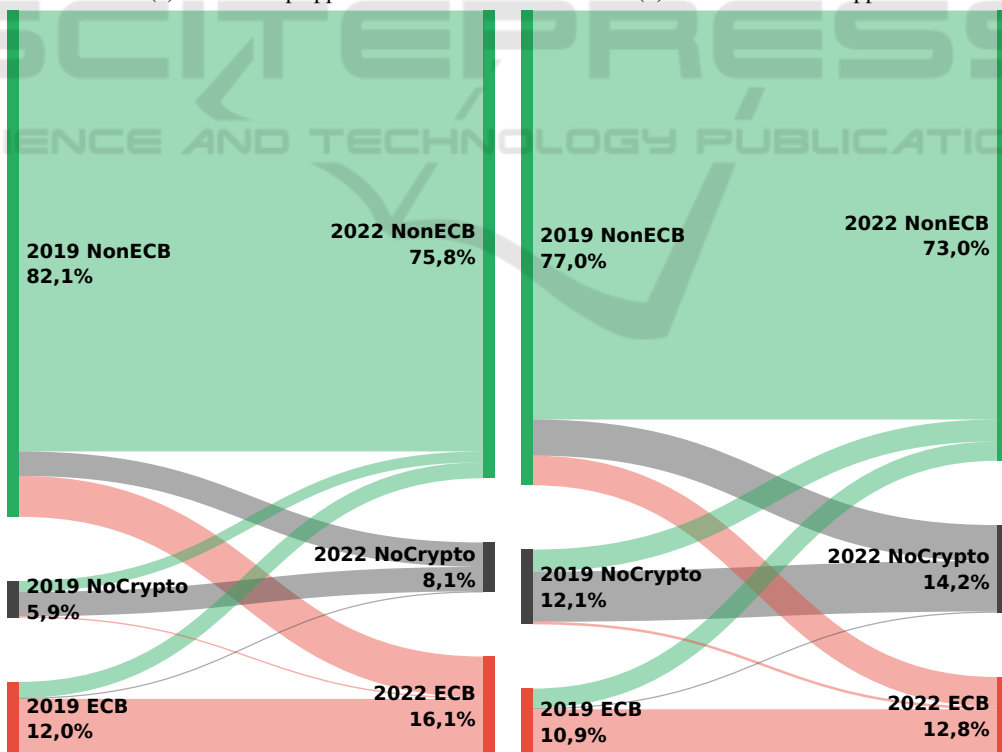 SCITEPRESS
IENCE AND TECHNOLOGY PUBLICATIO
2019 NonECB
82,1%
2022 NonECB
75,8%
2019 NoCrypto
5,9%
2022 NoCrypto
8,1%
2019 ECB
12,0%
2022 ECB
16,1%
2019 NonECB
77,0%
2022 NonECB
73,0%
2019 NoCrypto
12,1%
2022 NoCrypto
14,2%
2019 ECB
10,9%
2022 ECB
12,8%